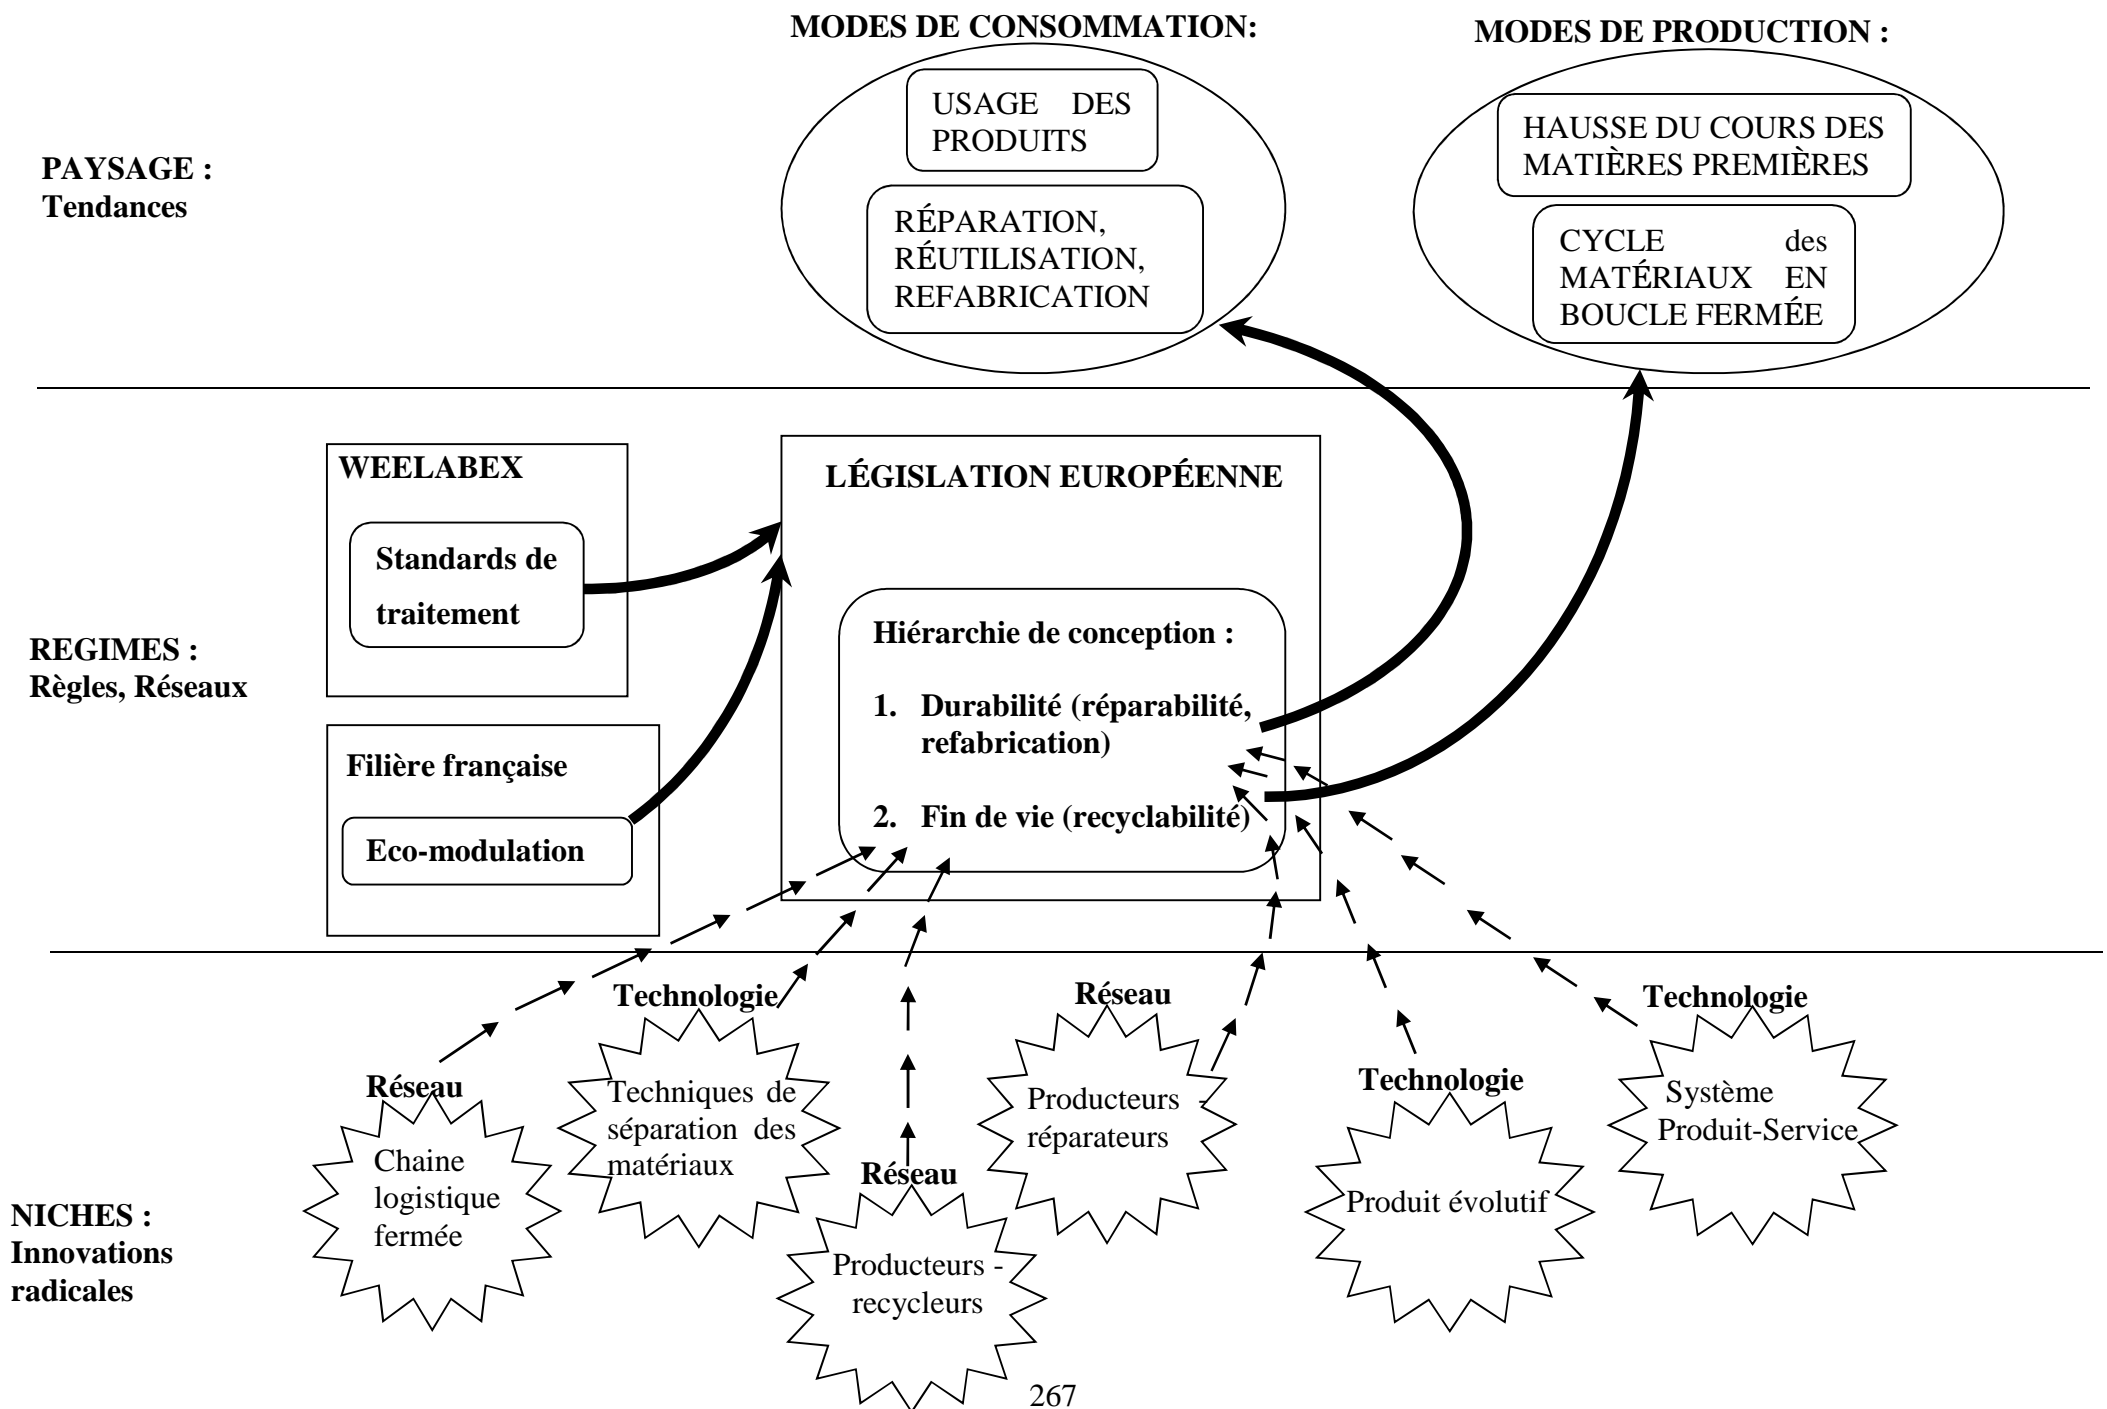 MODES DE CONSOMMATION:
MODES DE PRODUCTION :
USAGE DES
PRODUITS
RÉPARATION,
RÉUTILISATION,
REFABRICATION
HAUSSE DU COURS DES
MATIÈRES PREMIÈRES
CYCLE des
MATÉRIAUX EN
BOUCLE FERMÉE
PAYSAGE :
Tendances
WEELABEX
Standards de
traitement
LÉGISLATION EUROPÉENNE
Hiérarchie de conception :
1. Durabilité (réparabilité,
refabrication)
2. Fin de vie (recyclabilité)
REGIMES :
Règles, Réseaux
Filière française
Eco-modulation
Réseau
Chaine
logistique
fermée
Technologie
Techniques de
séparation des
matériaux
Réseau
Producteurs -
recycleurs
Réseau
Producteurs -
réparateurs
Technologie
Produit évolutif
Technologie
Système
Produit-Service
NICHES :
Innovations
radicales
267